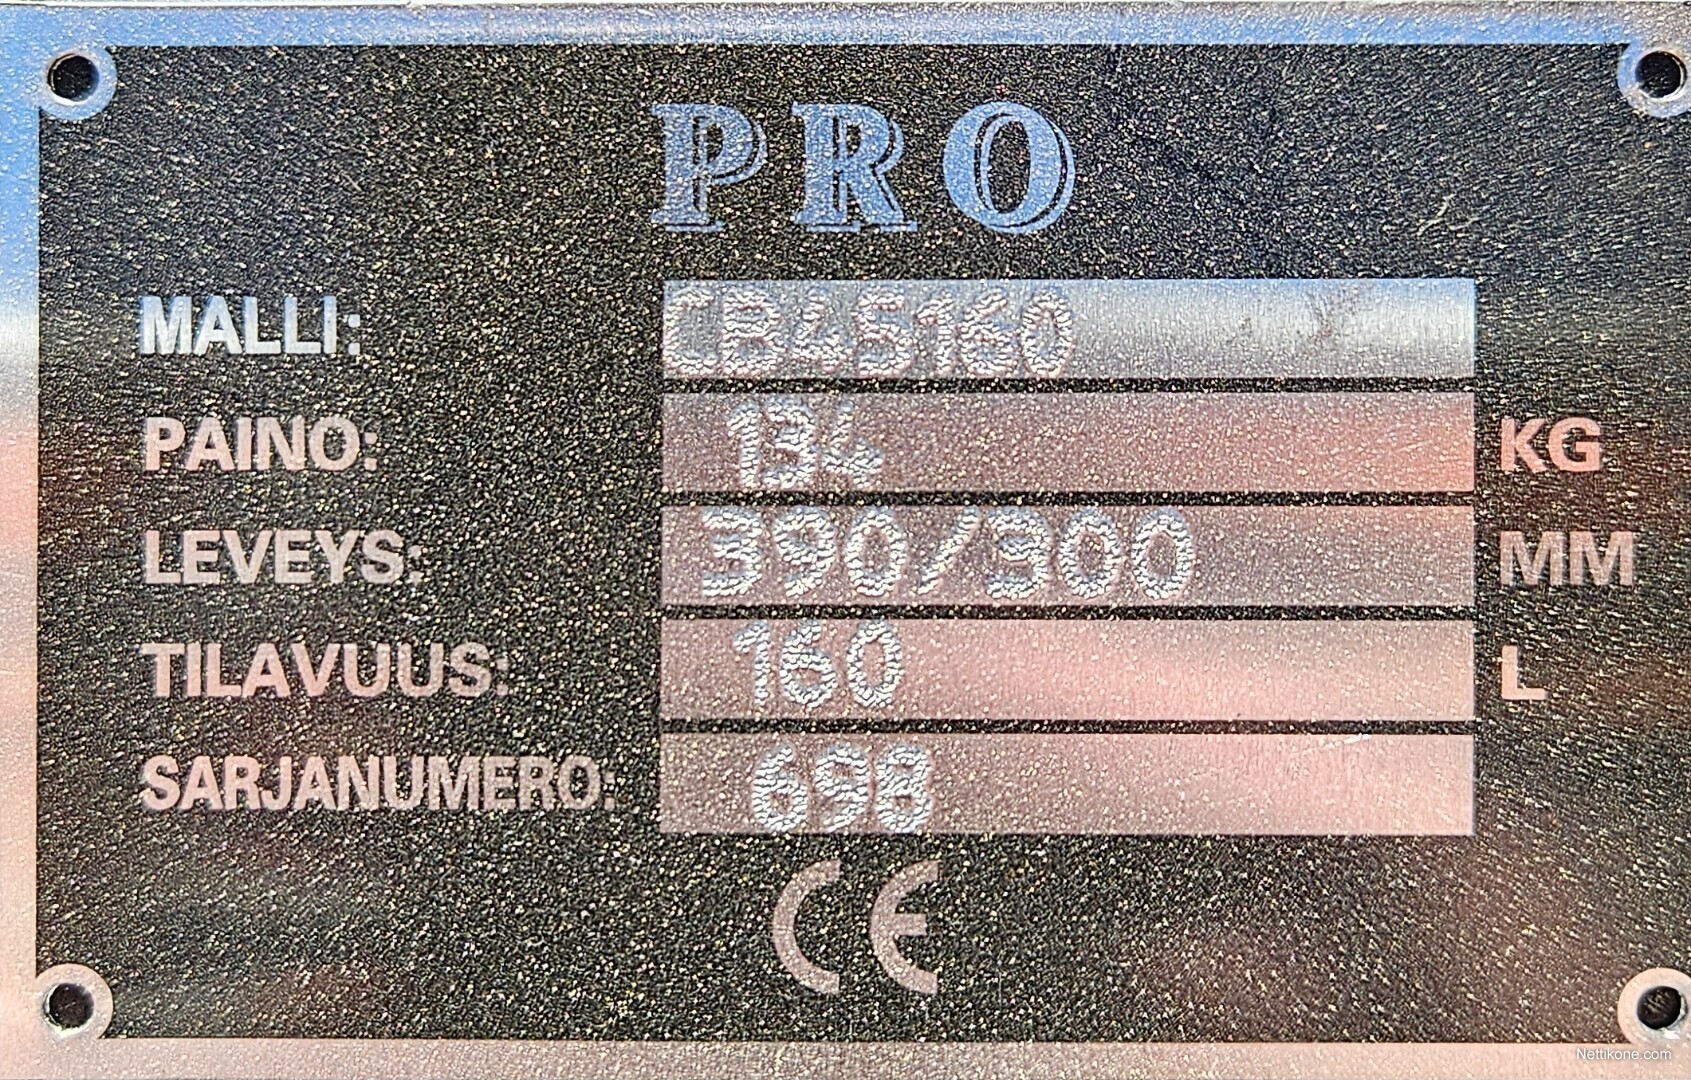 PRO
MALLI: CB45160
PAINO: 134 KG
LEVEYS: 390/300 MM
TILAVUUS: 160 L
SARJANUMERO: 698
CE
Nettikone.com